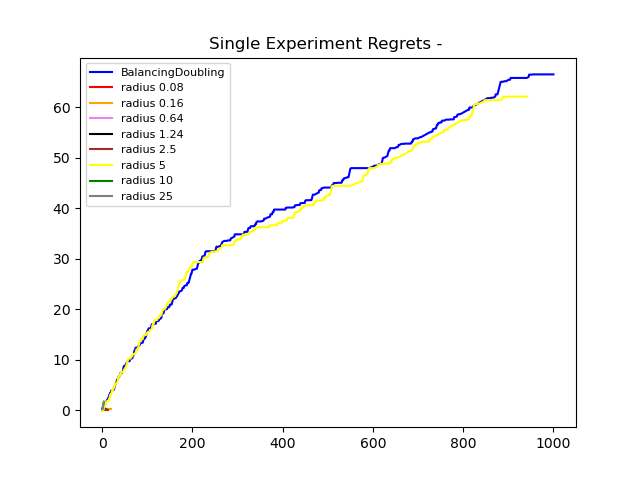 Single Experiment Regrets -
BalancingDoubling
radius 0.08
radius 0.16
radius 0.64
radius 1.24
radius 2.5
radius 5
radius 10
radius 25
60
50
40
30
20
10
0
0 200 400 600 800 1000